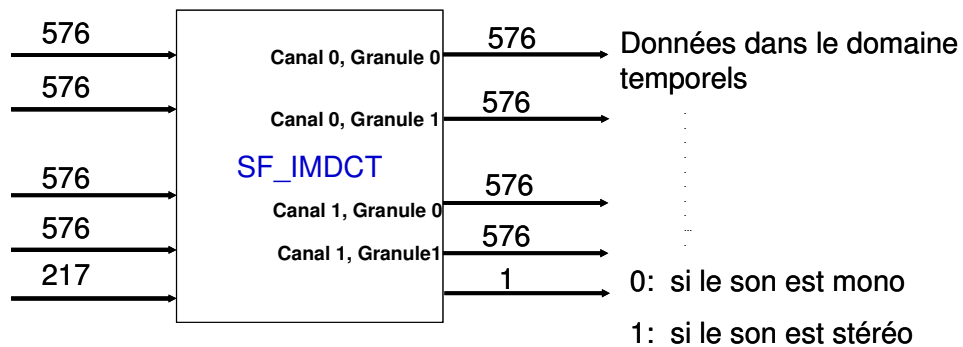 576
576
Canal 0, Granule 0
576
Données dans le domaine
temporels
576
Canal 0, Granule 1
576
SF_IMDCT
576
Canal 1, Granule 0
576
576
Canal 1, Granule1
576
...
217
1
0: si le son est mono
1: si le son est stéréo